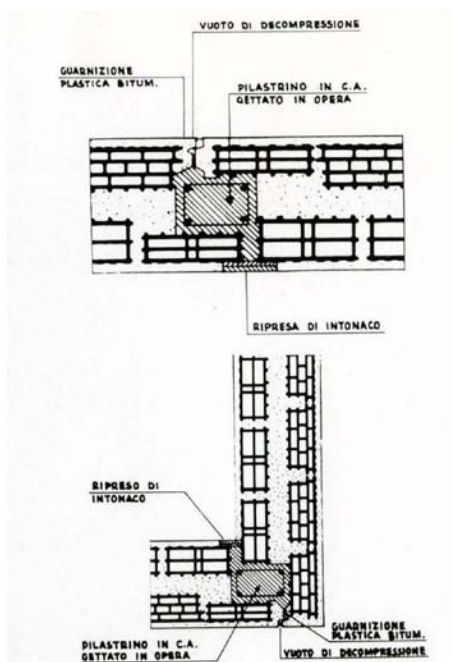 VUOTO DI DECOMPRESSIONE
GUARNIZIONE
PLASTICA BITUM.
PILASTRINO IN C.A.
GETTATO IN OPERA
RIPRESA DI INTONACO
RIPRESO DI
INTONACO
GUARNIZIONE
PLASTICA BITUM.
PILASTRINO IN C.A.
GETTATO IN OPERA
VUOTO DI DECOMPRESSIONE